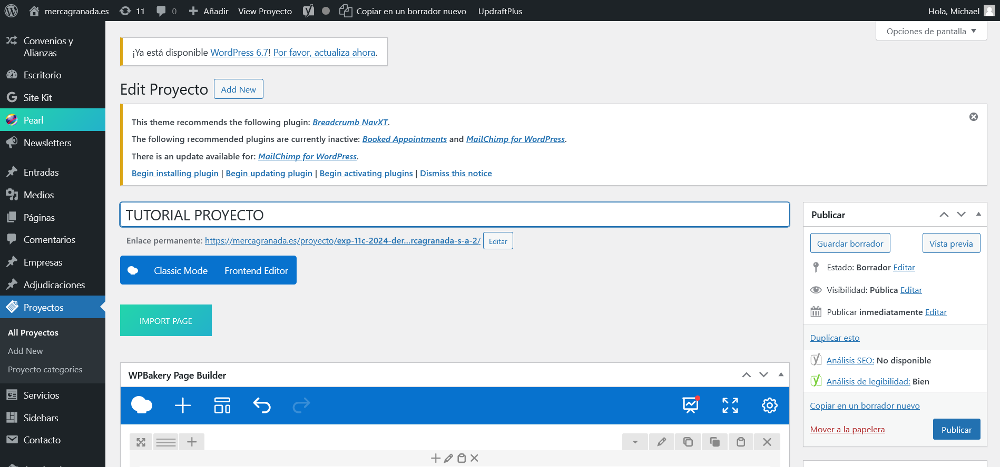 mercagranada.es 11 0 Añadir View Proyecto Copiar en un borrador nuevo UpdraftPlus Hola, Michael
Opciones de pantalla
Convenios y
Alianzas
Escritorio
Site Kit
Pearl
Newsletters
Entradas
Medios
Páginas
Comentarios
Empresas
Adjudicaciones
Proyectos
All Proyectos
Add New
Proyecto categories
Servicios
Sidebars
Contacto
¡Ya está disponible WordPress 6.7! Por favor, actualiza ahora.
Edit Proyecto Add New
This theme recommends the following plugin: Breadcrumb NavXT.
The following recommended plugins are currently inactive: Booked Appointments and MailChimp for WordPress.
There is an update available for: MailChimp for WordPress.
Begin installing plugin | Begin updating plugin | Begin activating plugins | Dismiss this notice
TUTORIAL PROYECTO
Enlace permanente: https://mercagranada.es/proyecto/exp-11c-2024-der...rcagranada-s-a-2/ Editar
Classic Mode Frontend Editor
IMPORT PAGE
WPBakery Page Builder
Publicar
Guardar borrador Vista previa
Estado: Borrador Editar
Visibilidad: Pública Editar
Publicar inmediatamente Editar
Duplicar esto
Análisis SEO: No disponible
Análisis de legibilidad: Bien
Copiar en un borrador nuevo
Mover a la papelera Publicar